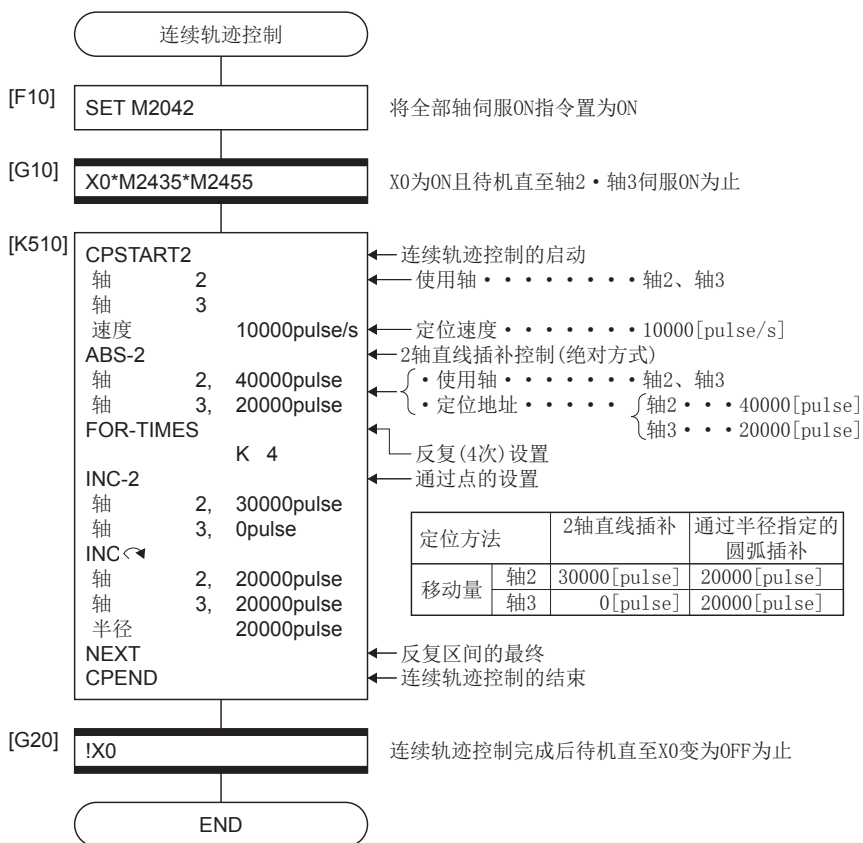 连续轨迹控制
[F10] SET M2042 将全部轴伺服ON指令置为ON
[G10] X0*M2435*M2455 X0为ON且待机直至轴2・轴3伺服ON为止
[K510]
CPSTART2 连续轨迹控制的启动
轴 2 使用轴・・・・・・・・轴2、轴3
轴 3
速度 10000pulse/s 定位速度・・・・・・・10000[pulse/s]
ABS-2 2轴直线插补控制(绝对方式)
轴 2, 40000pulse ・使用轴・・・・・・・轴2、轴3
轴 3, 20000pulse ・定位地址・・・・・ 轴2・・・40000[pulse]
轴3・・・20000[pulse]
FOR-TIMES
K 4 反复(4次)设置
INC-2 通过点的设置
轴 2, 30000pulse
轴 3, 0pulse
INC
轴 2, 20000pulse
轴 3, 20000pulse
半径 20000pulse
NEXT 反复区间的最终
CPEND 连续轨迹控制的结束
定位方法 2轴直线插补 通过半径指定的
圆弧插补
移动量 轴2 30000[pulse] 20000[pulse]
轴3 0[pulse] 20000[pulse]
[G20] !X0 连续轨迹控制完成后待机直至X0变为OFF为止
END